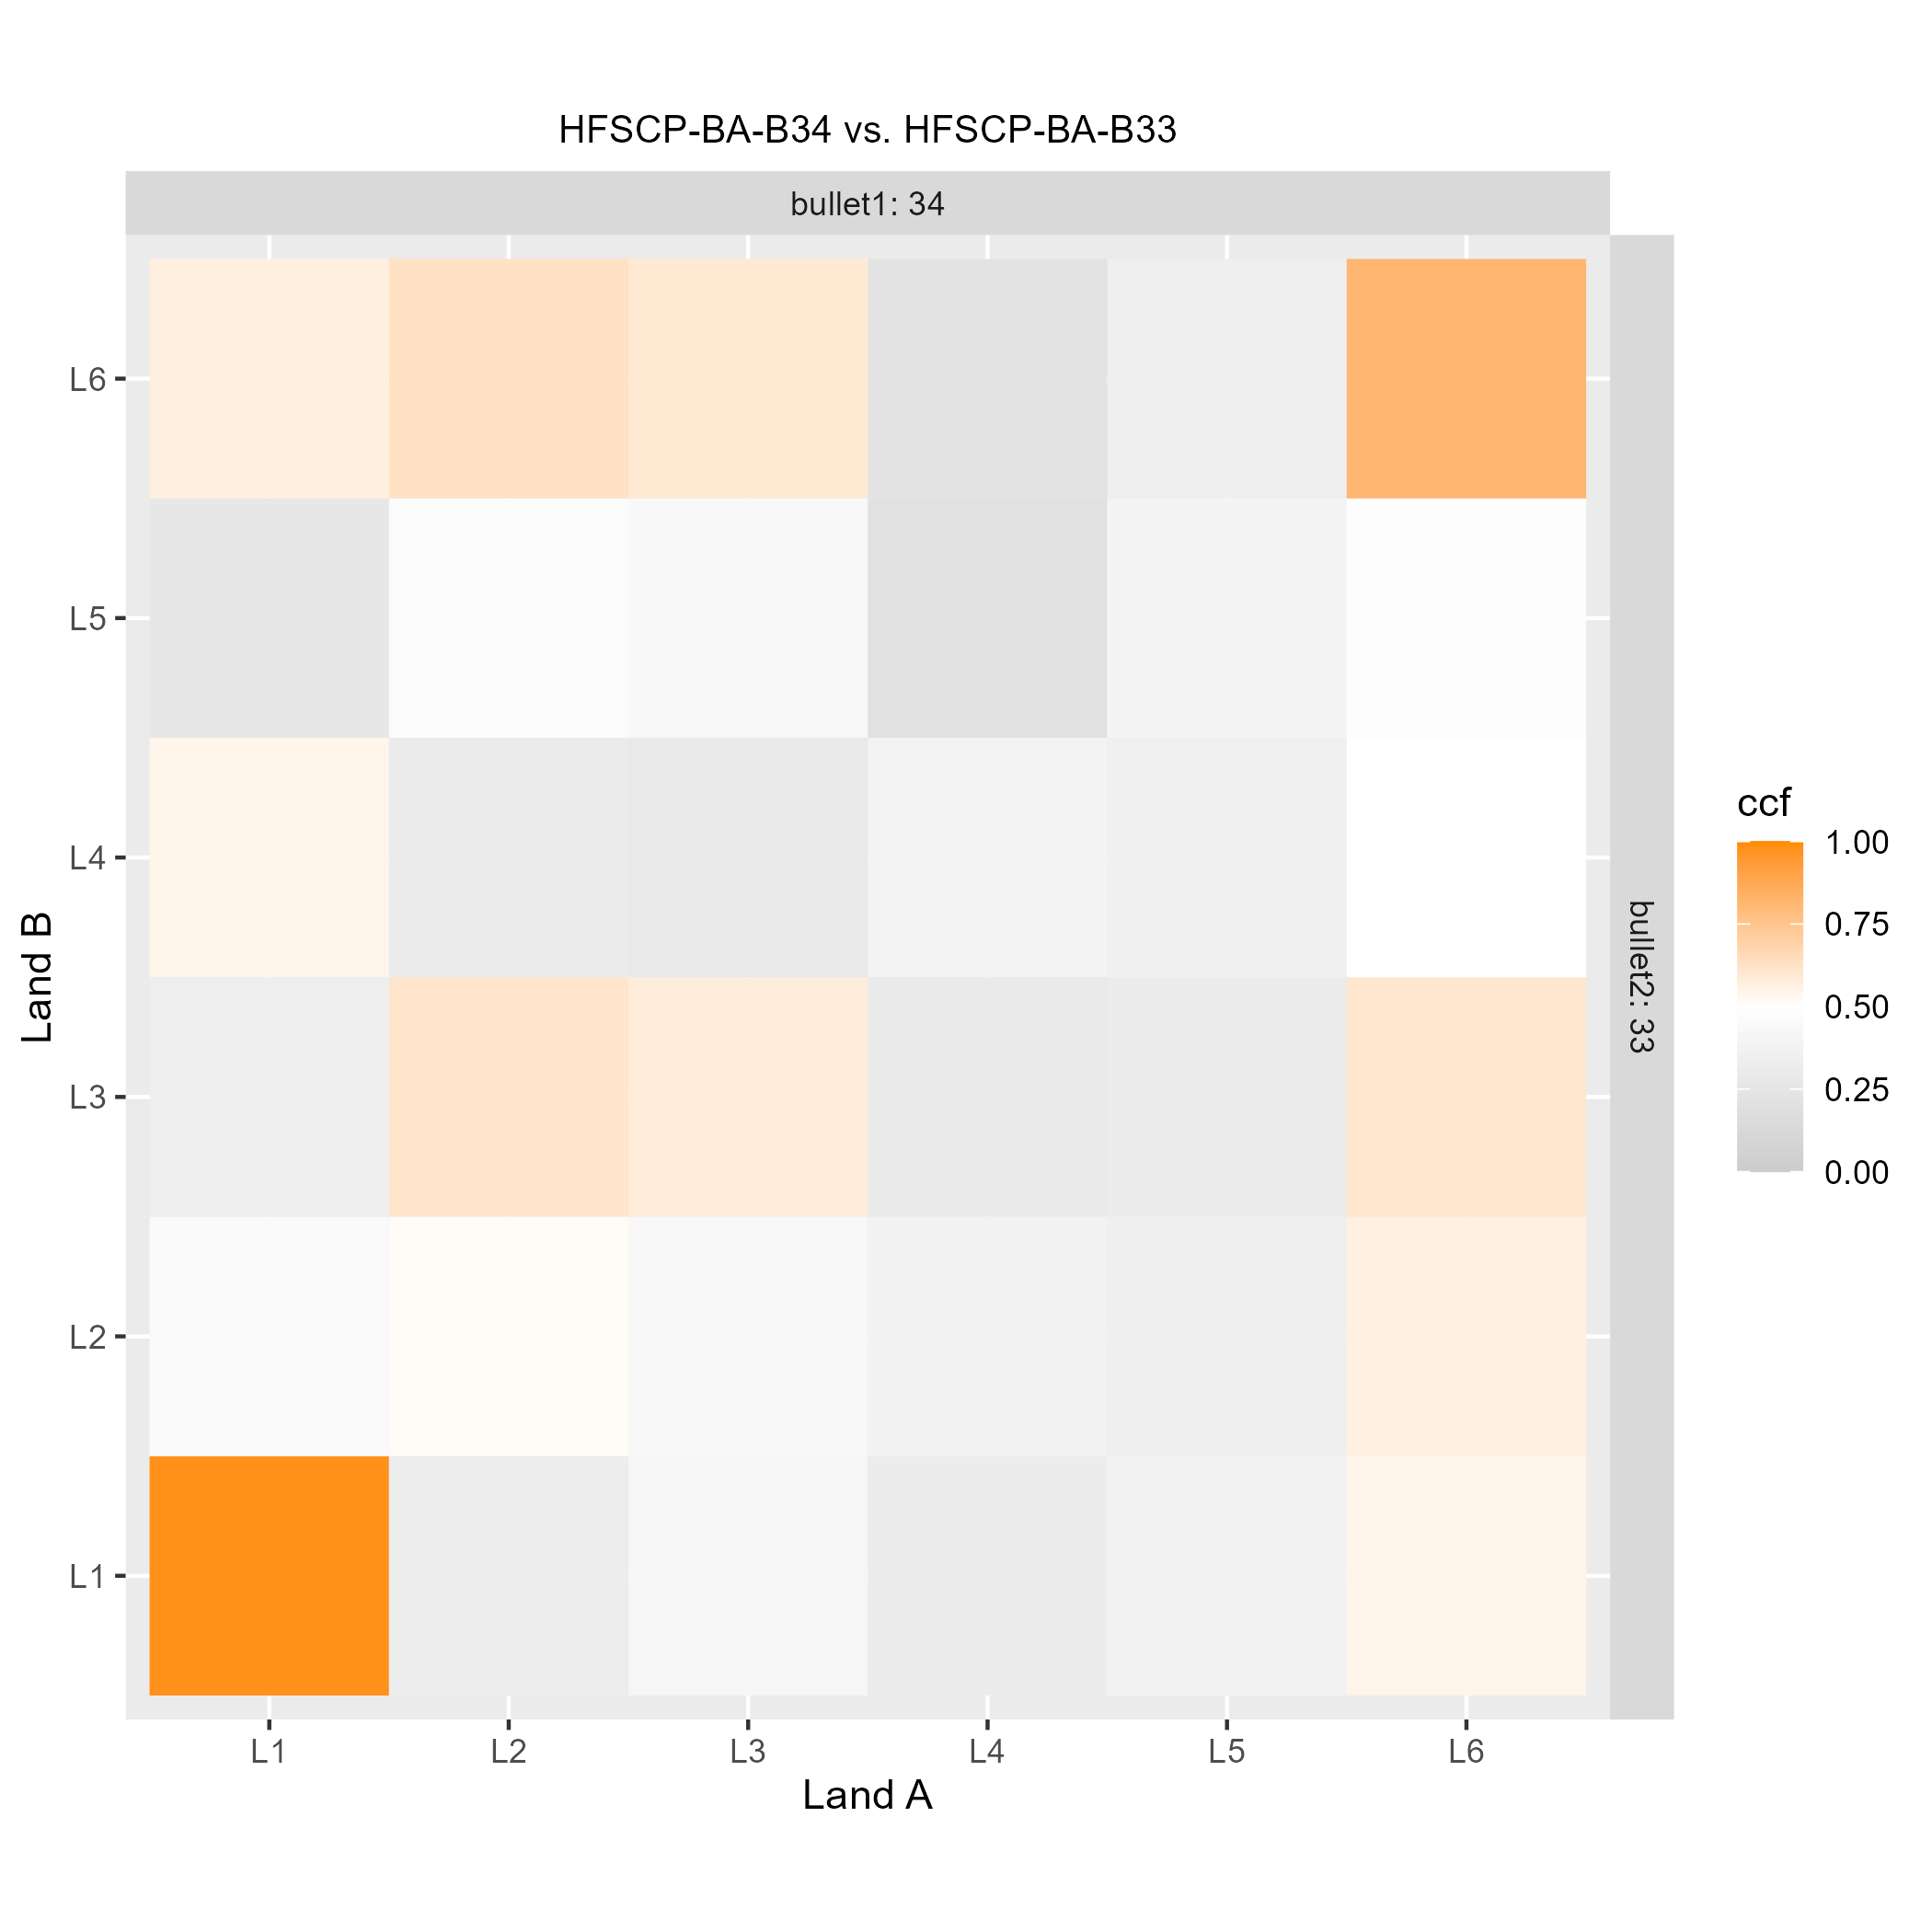 HFSCP-BA-B34 vs. HFSCP-BA-B33
bullet1: 34
L6
L5
L4
L3
L2
L1
Land B
bullet2: 33
L1 L2 L3 L4 L5 L6
Land A
ccf
1.00
0.75
0.50
0.25
0.00